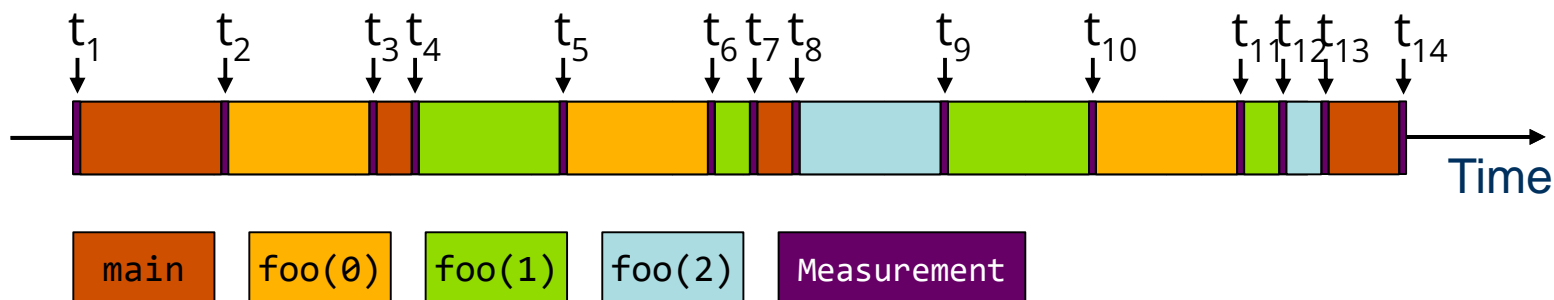 t1 t2 t3 t4 t5 t6 t7 t8 t9 t10 t11 t12 t13 t14
Time
main foo(0) foo(1) foo(2) Measurement